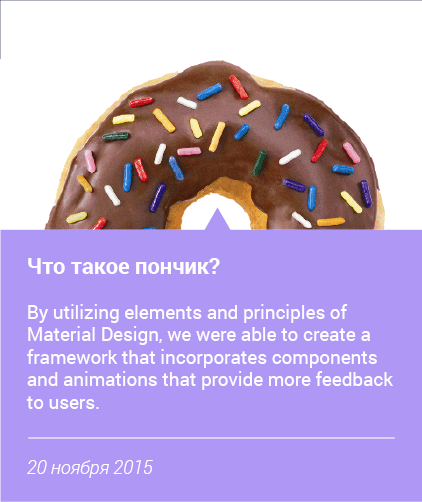 Что такое пончик?
By utilizing elements and principles of
Material Design, we were able to create a
framework that incorporates components
and animations that provide more feedback
to users.
20 ноября 2015